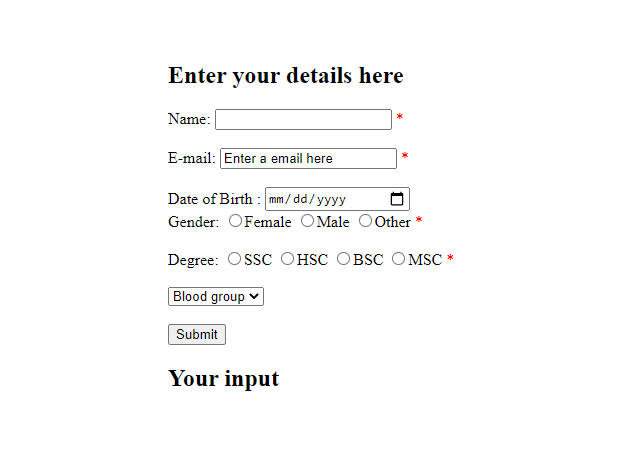 Enter your details here
Name: *
E-mail: Enter a email here *
Date of Birth : mm/dd/yyyy
Gender: Female Male Other *
Degree: SSC HSC BSC MSC *
Blood group
Submit
Your input